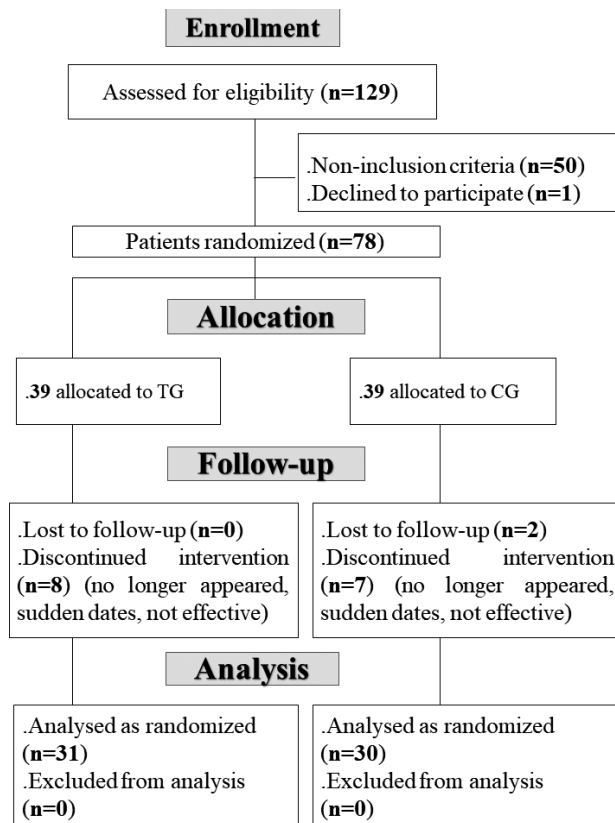 Enrollment
Assessed for eligibility (n=129)
.Non-inclusion criteria (n=50)
.Declined to participate (n=1)
Patients randomized (n=78)
Allocation
.39 allocated to TG
.39 allocated to CG
Follow-up
.Lost to follow-up (n=0)
.Discontinued intervention
(n=8) (no longer appeared,
sudden dates, not effective)
.Lost to follow-up (n=2)
.Discontinued intervention
(n=7) (no longer appeared,
sudden dates, not effective)
Analysis
.Analysed as randomized
(n=31)
.Excluded from analysis
(n=0)
.Analysed as randomized
(n=30)
.Excluded from analysis
(n=0)